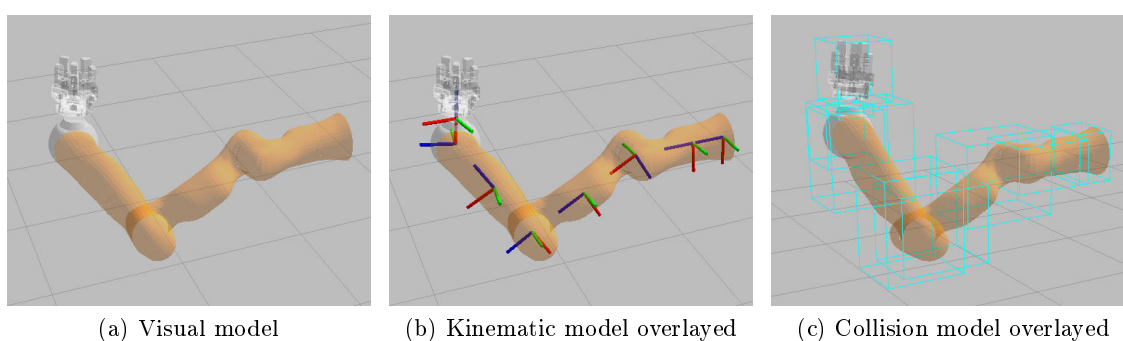 (a) Visual model
(b) Kinematic model overlayed
(c) Collision model overlayed